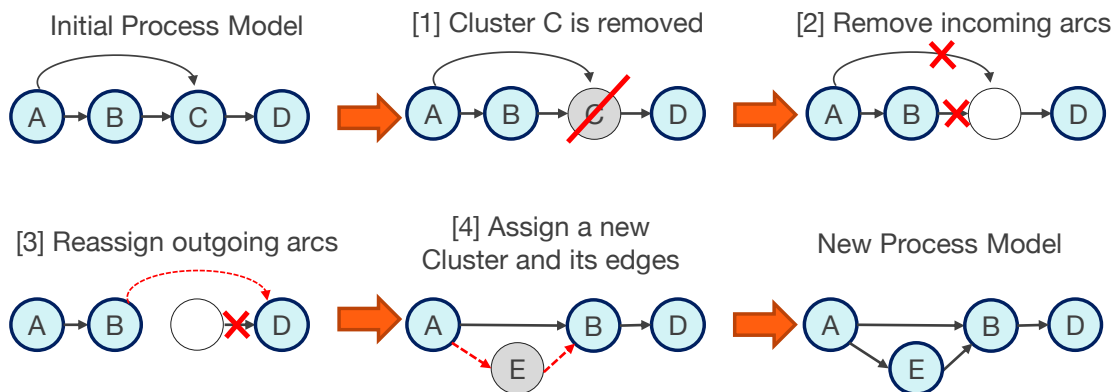 Initial Process Model
[1] Cluster C is removed
[2] Remove incoming arcs
A B C D
A B C D
A B D
[3] Reassign outgoing arcs
[4] Assign a new
Cluster and its edges
New Process Model
A B D
A B D
E
A B D
E